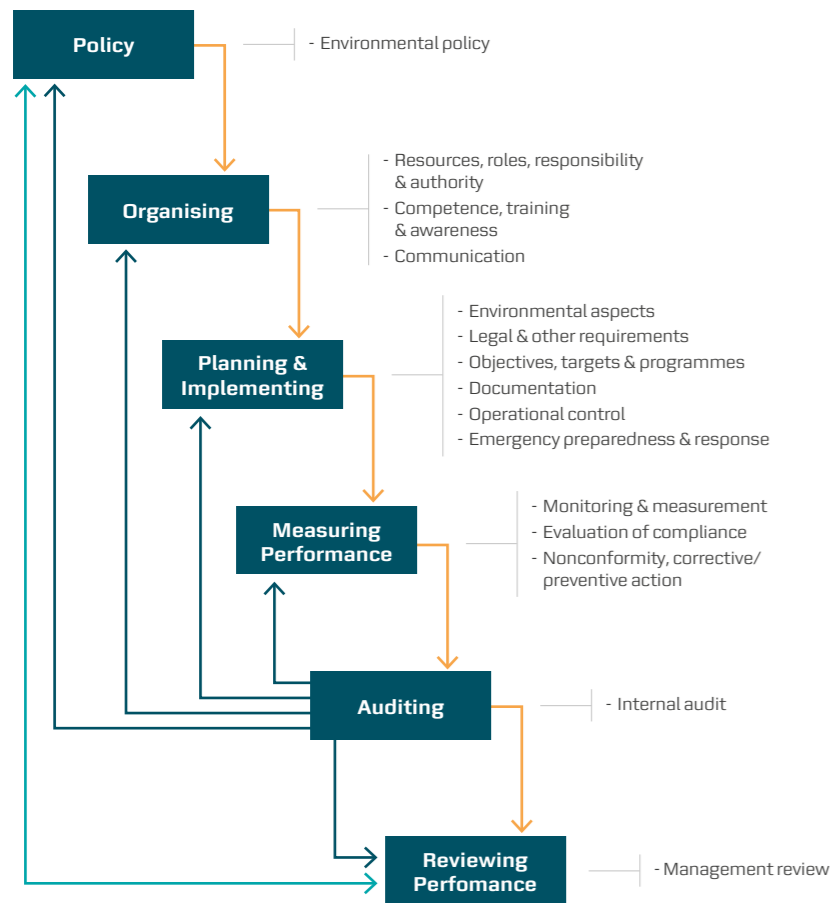 Policy
- Environmental policy
Organising
- Resources, roles, responsibility
& authority
- Competence, training
& awareness
- Communication
Planning &
Implementing
- Environmental aspects
- Legal & other requirements
- Objectives, targets & programmes
- Documentation
- Operational control
- Emergency preparedness & response
Measuring
Performance
- Monitoring & measurement
- Evaluation of compliance
- Nonconformity, corrective/
preventive action
Auditing
- Internal audit
Reviewing
Perfomance
- Management review